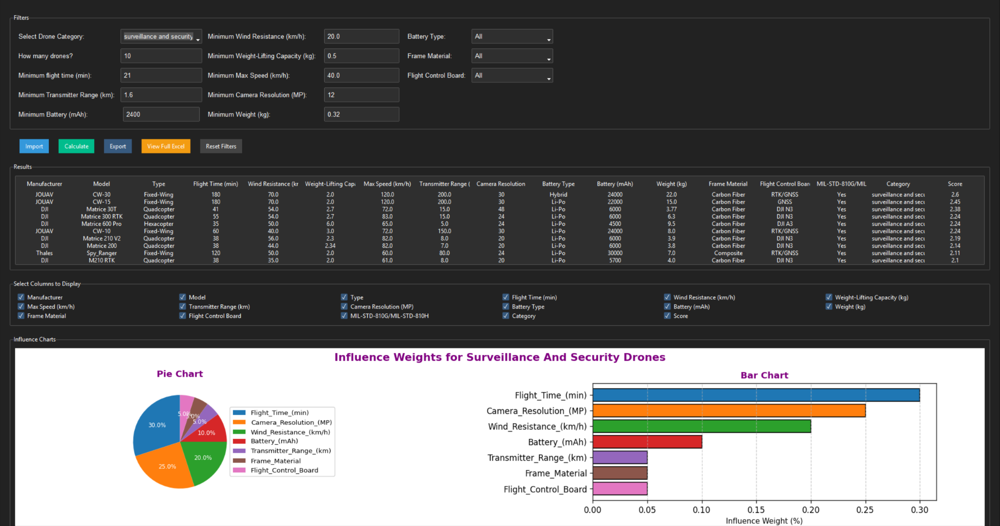 Filters
Select Drone Category: surveillance and security Minimum Wind Resistance (km/h): 20.0 Battery Type: All
How many drones? 10 Minimum Weight-Lifting Capacity (kg): 0.5 Frame Material: All
Minimum flight time (min): 21 Minimum Max Speed (km/h): 40.0 Flight Control Board: All
Minimum Transmitter Range (km): 1.6 Minimum Camera Resolution (MP): 12
Minimum Battery (mAh): 2400 Minimum Weight (kg): 0.32
Import Calculate Export View Full Excel Reset Filters
Results
Manufacturer Model Type Flight Time (min) Wind Resistance (kr Weight-Lifting Capa Max Speed (km/h) Transmitter Range ( Camera Resolution Battery Type Battery (mAh) Weight (kg) Frame Material Flight Control Boar MIL-STD-810G/MIL Category Score
JOUAV CW-30 Fixed-Wing 180 70.0 2.0 120.0 200.0 30 Hybrid 24000 22.0 Carbon Fiber RTK/GNSS Yes surveillance and secu 2.6
JOUAV CW-15 Fixed-Wing 180 70.0 2.0 120.0 200.0 30 Li-Po 22000 15.0 Carbon Fiber GNSS Yes surveillance and secu 2.45
DJI Matrice 30T Quadcopter 41 54.0 2.7 72.0 15.0 48 Li-Po 6000 3.77 Carbon Fiber DJI N3 Yes surveillance and secu 2.38
DJI Matrice 300 RTK Quadcopter 55 54.0 2.7 83.0 15.0 24 Li-Po 6000 6.3 Carbon Fiber DJI N3 Yes surveillance and secu 2.24
DJI Matrice 600 Pro Hexacopter 35 50.0 6.0 65.0 5.0 24 Li-Po 4500 9.5 Carbon Fiber DJI A3 Yes surveillance and secu 2.24
JOUAV CW-10 Fixed-Wing 60 40.0 3.0 72.0 150.0 30 Li-Po 24000 8.0 Carbon Fiber RTK/GNSS Yes surveillance and secu 2.24
DJI Matrice 210 V2 Quadcopter 38 56.0 2.3 82.0 8.0 20 Li-Po 6000 3.9 Carbon Fiber DJI N3 Yes surveillance and secu 2.19
DJI Matrice 200 Quadcopter 38 44.0 2.34 82.0 7.0 20 Li-Po 6000 3.8 Carbon Fiber DJI N3 Yes surveillance and secu 2.14
Thales Spy_Ranger Fixed-Wing 120 50.0 2.0 60.0 80.0 24 Li-Po 30000 7.0 Composite RTK/GNSS Yes surveillance and secu 2.11
DJI M210 RTK Quadcopter 38 35.0 2.0 61.0 8.0 20 Li-Po 5700 4.0 Carbon Fiber DJI N3 Yes surveillance and secu 2.1
Select Columns to Display
Manufacturer Model Type Flight Time (min) Wind Resistance (km/h) Weight-Lifting Capacity (kg)
Max Speed (km/h) Transmitter Range (km) Camera Resolution (MP) Battery Type Battery (mAh) Weight (kg)
Frame Material Flight Control Board MIL-STD-810G/MIL-STD-810H Category Score
Influence Charts
Influence Weights for Surveillance And Security Drones
Pie Chart
30.0%
25.0%
20.0%
10.0%
5.0%
5.0%
5.0%
Flight_Time_(min)
Camera_Resolution_(MP)
Wind_Resistance_(km/h)
Battery_(mAh)
Transmitter_Range_(km)
Frame_Material
Flight_Control_Board
Bar Chart
Flight_Time_(min)
Camera_Resolution_(MP)
Wind_Resistance_(km/h)
Battery_(mAh)
Transmitter_Range_(km)
Frame_Material
Flight_Control_Board
0.00 0.05 0.10 0.15 0.20 0.25 0.30
Influence Weight (%)